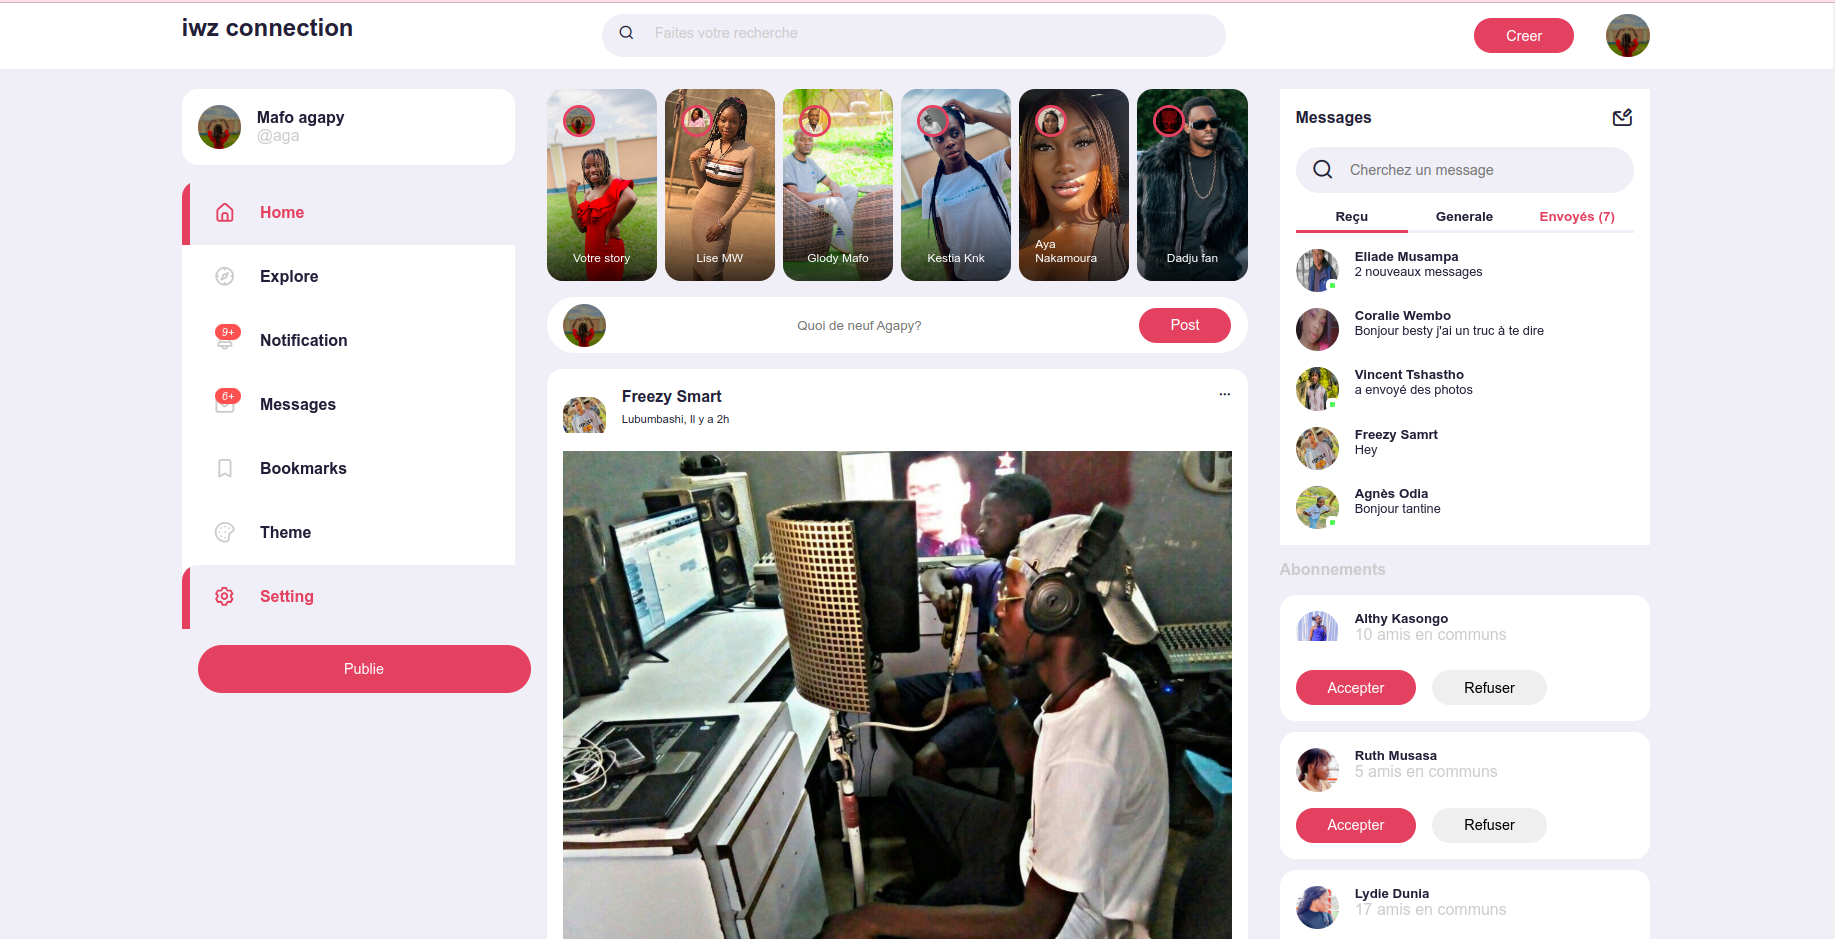 iwz connection
Faites votre recherche
Creer
Mafo agapy
@aga
Home
Explore
9+
Notification
6+
Messages
Bookmarks
Theme
Setting
Publie
Votre story
Lise MW
Glody Mafo
Kestia Knk
Aya
Nakamoura
Dadju fan
Quoi de neuf Agapy?
Post
Freezy Smart
Lubumbashi, Il y a 2h
Messages
Cherchez un message
Reçu
Generale
Envoyés (7)
Eliade Musampa
2 nouveaux messages
Coralie Wembo
Bonjour besty j'ai un truc à te dire
Vincent Tshastho
a envoyé des photos
Freezy Samrt
Hey
Agnès Odia
Bonjour tantine
Abonnements
Althy Kasongo
10 amis en communs
Accepter
Refuser
Ruth Musasa
5 amis en communs
Accepter
Refuser
Lydie Dunia
17 amis en communs